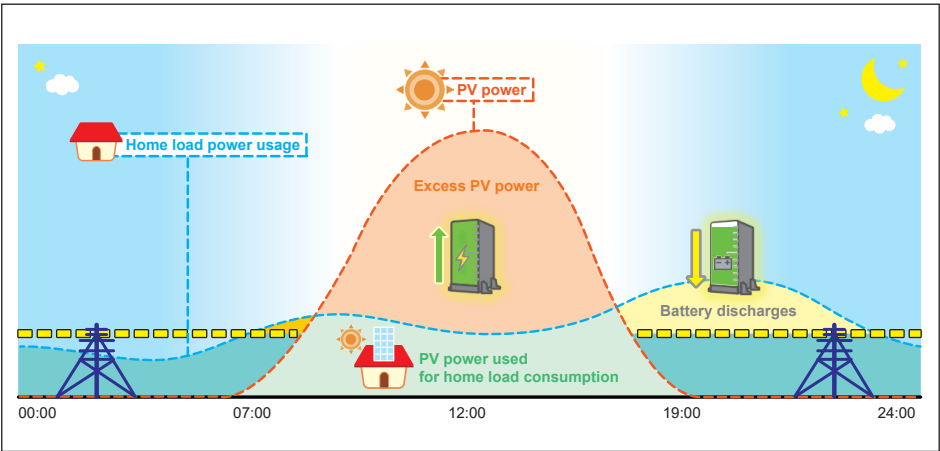 PV power
Home load power usage
Excess PV power
Battery discharges
PV power used
for home load consumption
00:00
07:00
12:00
19:00
24:00